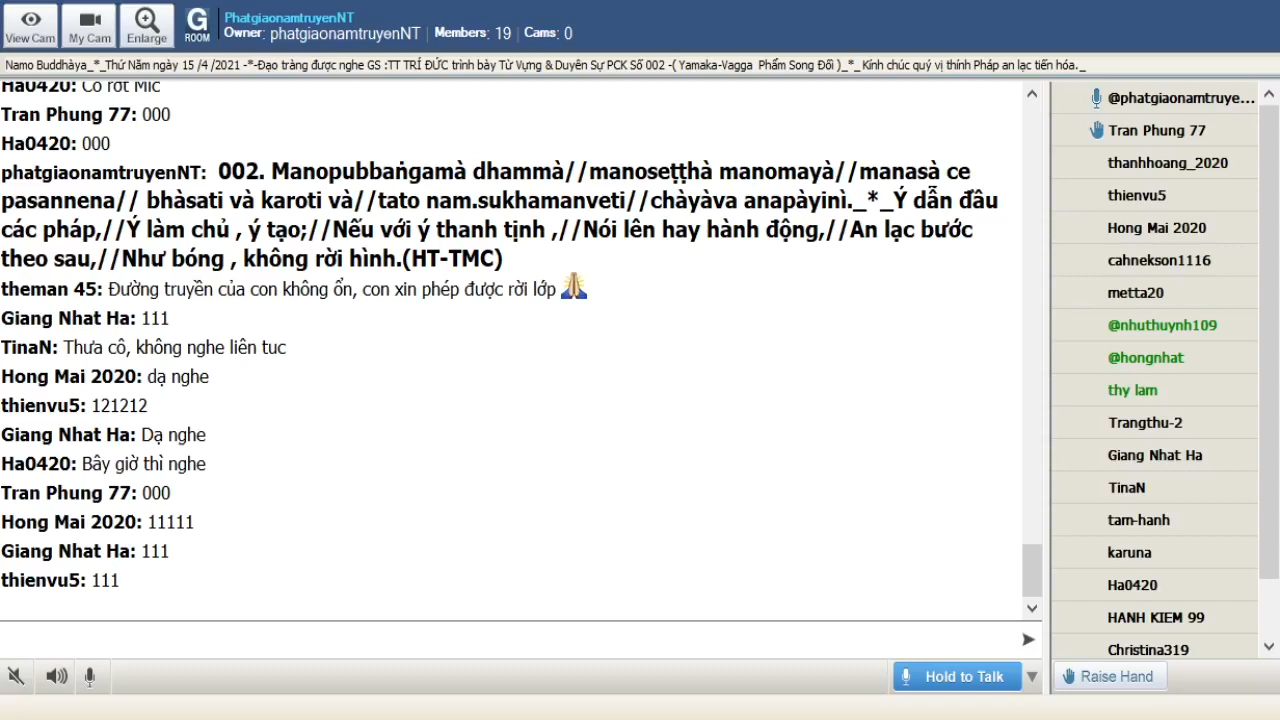 View Cam
My Cam
Enlarge
G
ROOM
PhatgiaonamtruyenNT
Owner: phatgiaonamtruyenNT | Members: 19 | Cams: 0
Namo Buddhàya_*_Thứ Năm ngày 15 /4 /2021 -*-Đạo tràng được nghe GS :TT TRÍ ĐỨC trình bày Từ Vựng & Duyên Sự PCK Số 002 -( Yamaka-Vagga Phẩm Song Đối )_*_ Kính chúc quý vị thính Pháp an lạc tiến hóa._
Ha0420: Cô rớt Mic
Tran Phung 77: 000
Ha0420: 000
phatgiaonamtruyenNT: 002. Manopubbaṅgamà dhammà//manoseṭṭhà manomayà//manasà ce
pasannena// bhàsati và karoti và//tato nam.sukhamanveti//chàyàva anapàyinì._*_Ý dẫn đâu
các pháp,//Ý làm chủ , ý tạo;//Nếu với ý thanh tịnh ,//Nói lên hay hành động,//An lạc bước
theo sau,//Như bóng , không rời hình.(HT-TMC)
theman 45: Đường truyền của con không ổn, con xin phép được rời lớp
Giang Nhat Ha: 111
TinaN: Thưa cô, không nghe liên tuc
Hong Mai 2020: dạ nghe
thienvu5: 121212
Giang Nhat Ha: Dạ nghe
Ha0420: Bây giờ thì nghe
Tran Phung 77: 000
Hong Mai 2020: 11111
Giang Nhat Ha: 111
thienvu5: 111
Hold to Talk
@phatgiaonamtruye...
Tran Phung 77
thanhhoang_2020
thienvu5
Hong Mai 2020
cahnekson1116
metta20
@nhuthuynh109
@hongnhat
thy lam
Trangthu-2
Giang Nhat Ha
TinaN
tam-hanh
karuna
Ha0420
HANH KIEM 99
Christina319
Raise Hand